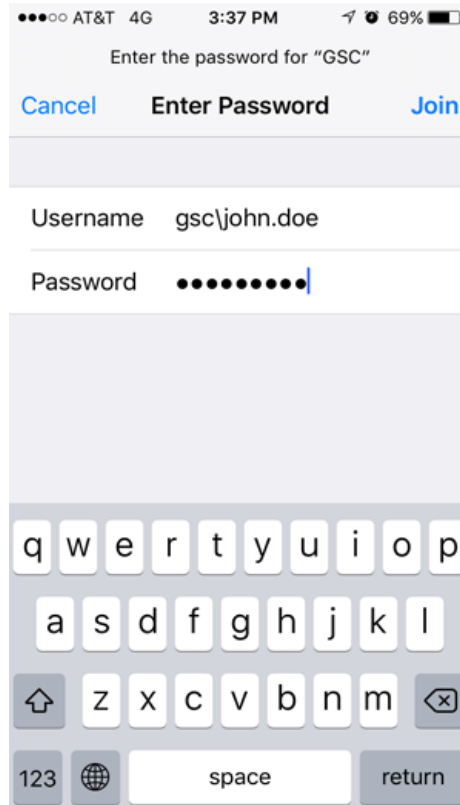 AT&T 4G 3:37 PM 69%
Enter the password for “GSC”
Cancel Enter Password Join
Username gsc\john.doe
Password •••••••••
q w e r t y u i o p
a s d f g h j k l
z x c v b n m
123 space return